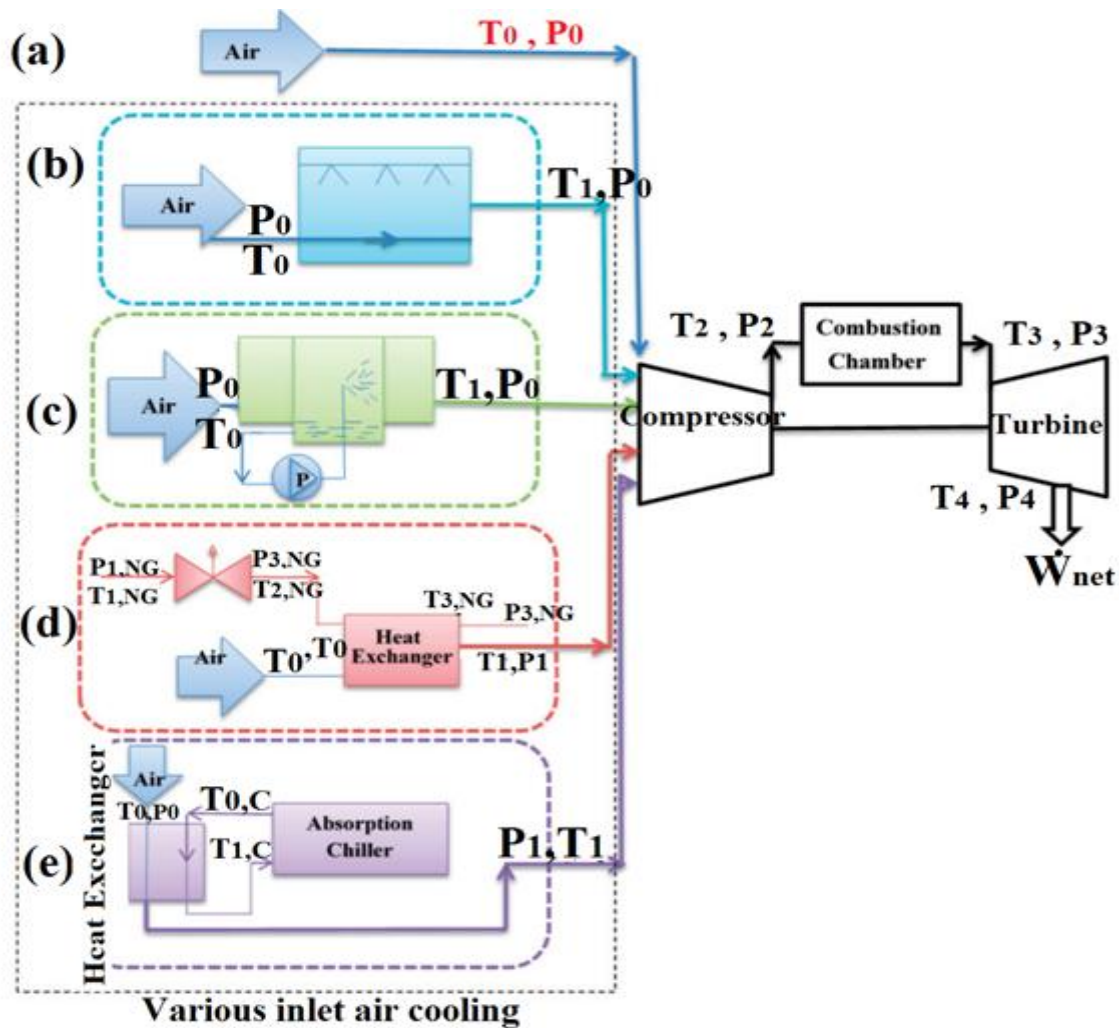 (a)
Air
T0 , P0
(b)
Air
P0
T0
T1,P0
(c)
Air
P0
T0
P
T1,P0
T2 , P2
Combustion
Chamber
T3 , P3
Compressor
Turbine
T4 , P4
Ẇnet
(d)
P1,NG
T1,NG
P3,NG
T2,NG
T3,NG
P3,NG
Air
T0,T0
Heat
Exchanger
T1,P1
(e)
Heat Excchanger
Air
T0,P0
T0,C
T1,C
Absorption
Chiller
P1,T1
Various inlet air cooling